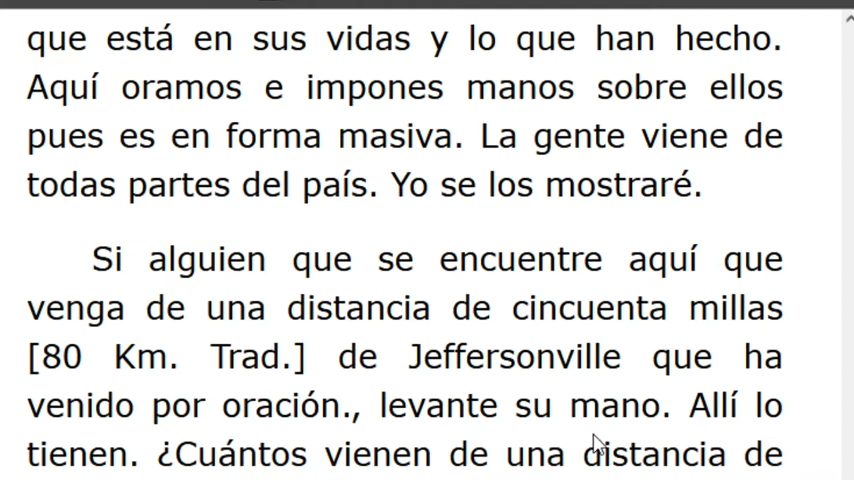 que está en sus vidas y lo que han hecho.
Aquí oramos e impones manos sobre ellos
pues es en forma masiva. La gente viene de
todas partes del país. Yo se los mostraré.
Si alguien que se encuentre aquí que
venga de una distancia de cincuenta millas
[80 Km. Trad.] de Jeffersonville que ha
venido por oración., levante su mano. Allí lo
tienen. ¿Cuántos vienen de una distancia de